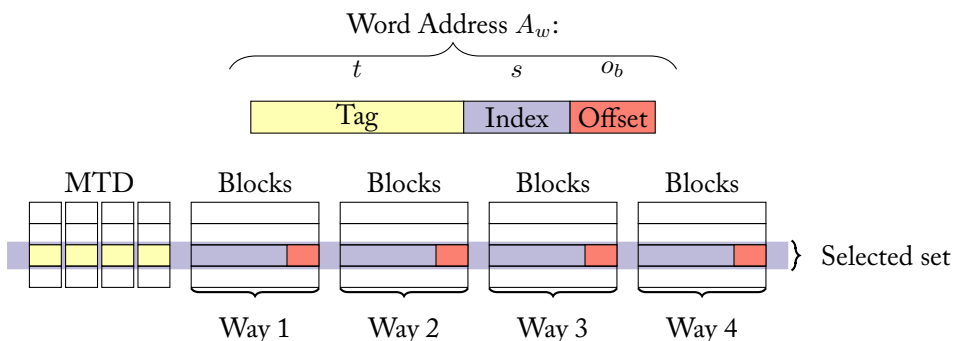 Word Address A_w:
t s o_b
Tag Index Offset
MTD Blocks Blocks Blocks Blocks
Selected set
Way 1 Way 2 Way 3 Way 4